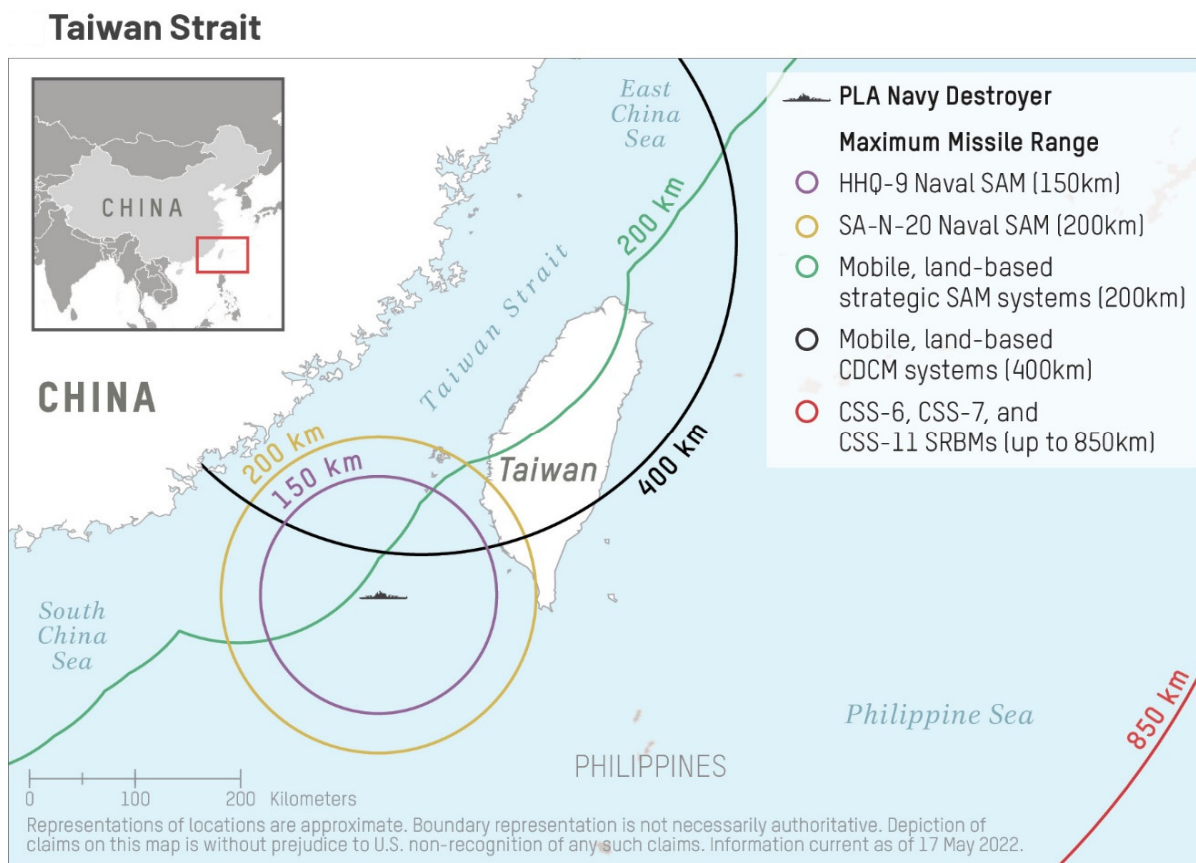 Taiwan Strait
CHINA
East
China
Sea
PLA Navy Destroyer
Maximum Missile Range
HHQ-9 Naval SAM (150km)
SA-N-20 Naval SAM (200km)
Mobile, land-based
strategic SAM systems (200km)
Mobile, land-based
CDCM systems (400km)
CSS-6, CSS-7, and
CSS-11 SRBMs (up to 850km)
200 km
Taiwan Strait
CHINA
200 km
150 km
Taiwan
400 km
South
China
Sea
Philippine Sea
850 km
PHILIPPINES
0 100 200 Kilometers
Representations of locations are approximate. Boundary representation is not necessarily authoritative. Depiction of
claims on this map is without prejudice to U.S. non-recognition of any such claims. Information current as of 17 May 2022.